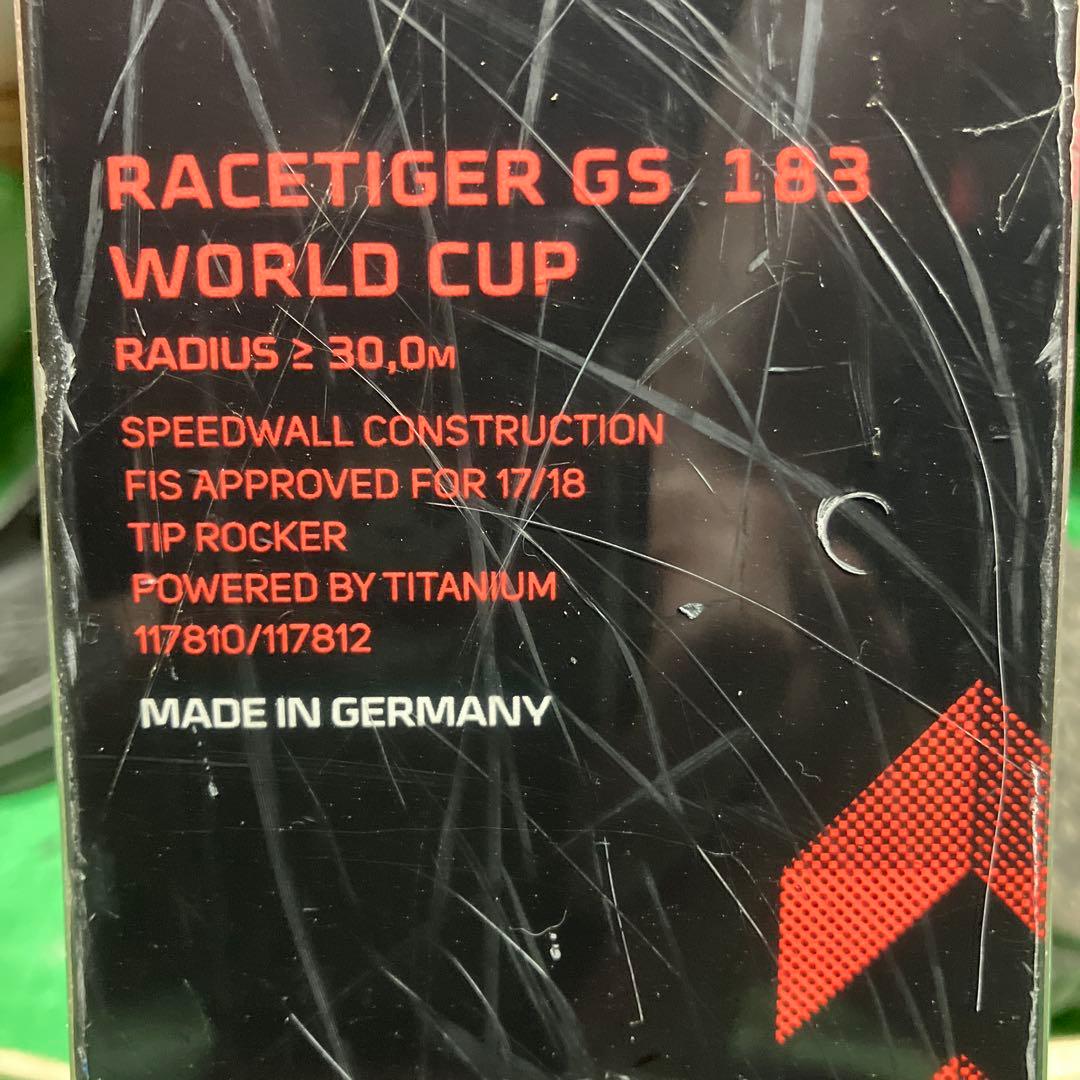 RACETIGER GS 183
WORLD CUP
RADIUS ≥ 30,0M
SPEEDWALL CONSTRUCTION
FIS APPROVED FOR 17/18
TIP ROCKER
POWERED BY TITANIUM
117810/117812
MADE IN GERMANY